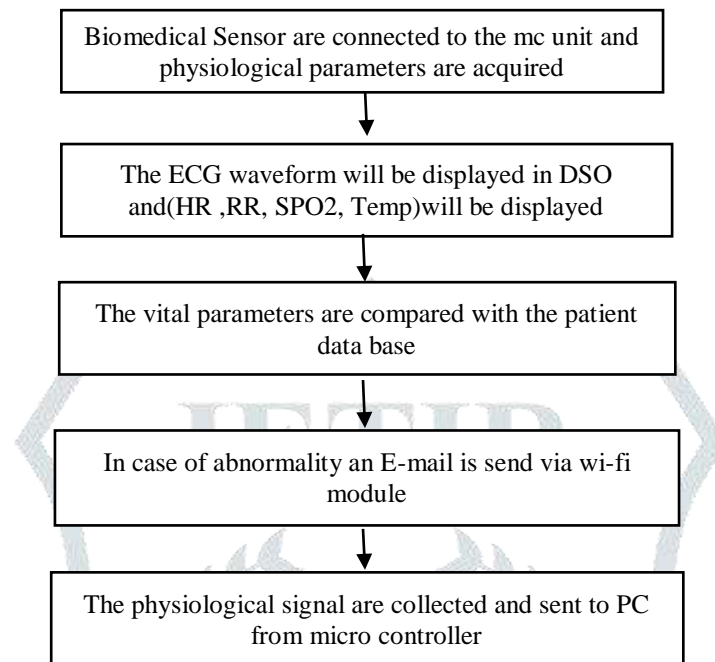 Biomedical Sensor are connected to the mc unit and
physiological parameters are acquired
The ECG waveform will be displayed in DSO
and(HR ,RR, SPO2, Temp)will be displayed
The vital parameters are compared with the patient
data base
JETIR
In case of abnormality an E-mail is send via wi-fi
module
The physiological signal are collected and sent to PC
from micro controller